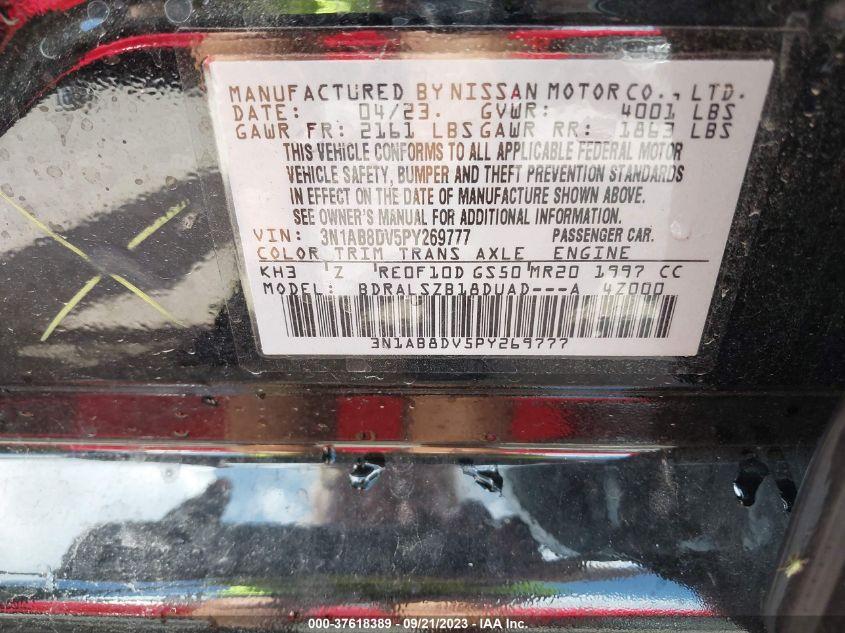 MANUFACTURED BY NISSAN MOTOR CO., LTD.
DATE: 04/23. GVWR: 4001 LBS
GAWR FR: 2161 LBS GAWR RR: 1863 LBS
THIS VEHICLE CONFORMS TO ALL APPLICABLE FEDERAL MOTOR
VEHICLE SAFETY, BUMPER AND THEFT PREVENTION STANDARDS
IN EFFECT ON THE DATE OF MANUFACTURE SHOWN ABOVE.
SEE OWNER'S MANUAL FOR ADDITIONAL INFORMATION.
VIN: 3N1AB8DV5PY269777 PASSENGER CAR.
COLOR TRIM TRANS AXLE ENGINE
KH3 Z RE0F10D GS50 MR20 1997 CC
MODEL: BDRALSZB18DUAD---A 4Z000
3N1AB8DV5PY269777
000-37618389 - 09/21/2023 - IAA Inc.